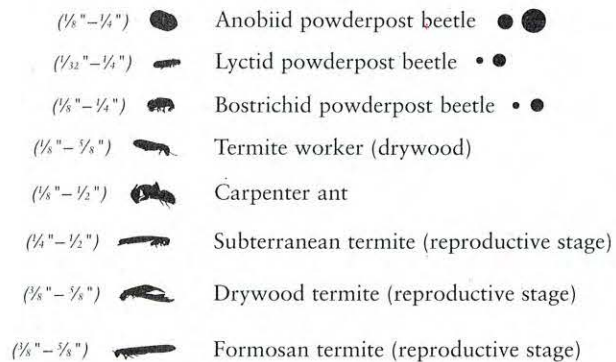 (1/8"–1/4") Anobiid powderpost beetle
(1/32"–1/4") Lyctid powderpost beetle
(1/8"–1/4") Bostrichid powderpost beetle
(1/8"–5/8") Termite worker (drywood)
(1/8"–1/2") Carpenter ant
(1/4"–1/2") Subterranean termite (reproductive stage)
(3/8"–5/8") Drywood termite (reproductive stage)
(3/8"–5/8") Formosan termite (reproductive stage)